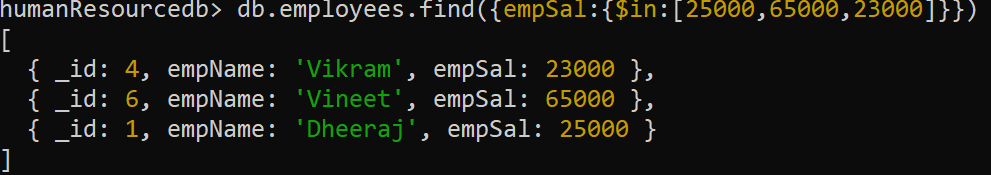 humanResourcedb> db.employees.find({empSal:{$in:[25000,65000,23000]}})
[
  { _id: 4, empName: 'Vikram', empSal: 23000 },
  { _id: 6, empName: 'Vineet', empSal: 65000 },
  { _id: 1, empName: 'Dheeraj', empSal: 25000 }
]